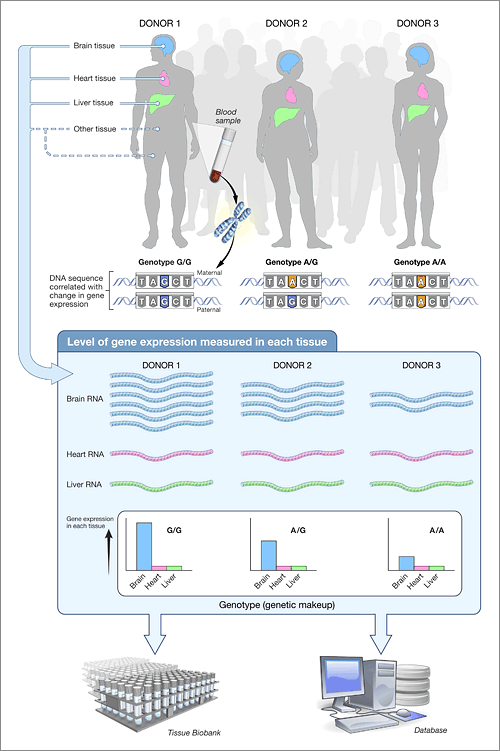 DONOR 1 DONOR 2 DONOR 3
Brain tissue
Heart tissue
Liver tissue
Other tissue
Blood
sample
Genotype G/G Genotype A/G Genotype A/A
DNA sequence
correlated with
change in gene
expression
Maternal
T A G C T T A A C T T A A C T
T A G C T T A G C T T A A C T
Paternal
Level of gene expression measured in each tissue
DONOR 1 DONOR 2 DONOR 3
Brain RNA
Heart RNA
Liver RNA
Gene expression
in each tissue
G/G A/G A/A
Brain Heart Liver Brain Heart Liver Brain Heart Liver
Genotype (genetic makeup)
Tissue Biobank
Database